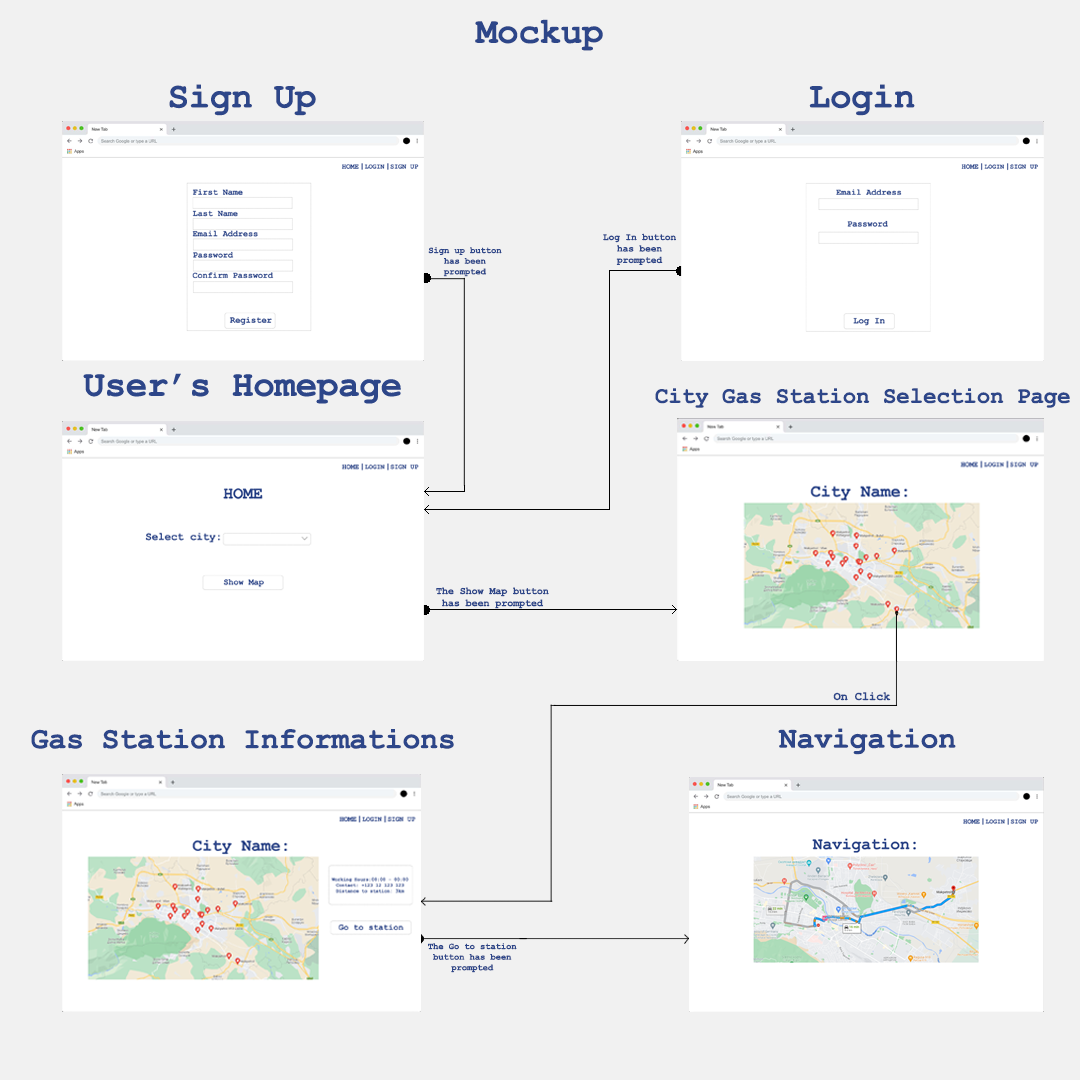 Mockup
Sign Up
New Tab
Search Google or type a URL
Apps
HOME|LOGIN|SIGN UP
First Name
Last Name
Email Address
Password
Confirm Password
Register
Sign up button
has been
prompted
Login
New Tab
Search Google or type a URL
Apps
HOME|LOGIN|SIGN UP
Email Address
Password
Log In
Log In button
has been
prompted
User’s Homepage
New Tab
Search Google or type a URL
Apps
HOME|LOGIN|SIGN UP
HOME
Select city:
Show Map
The Show Map button
has been prompted
City Gas Station Selection Page
New Tab
Search Google or type a URL
Apps
HOME|LOGIN|SIGN UP
City Name:
On Click
Gas Station Informations
New Tab
Search Google or type a URL
Apps
HOME|LOGIN|SIGN UP
City Name:
Working Hours:08:00 - 00:00
Contact: +123 12 123 123
Distance to station: 3km
Go to station
The Go to station
button has been
prompted
Navigation
New Tab
Search Google or type a URL
Apps
HOME|LOGIN|SIGN UP
Navigation: